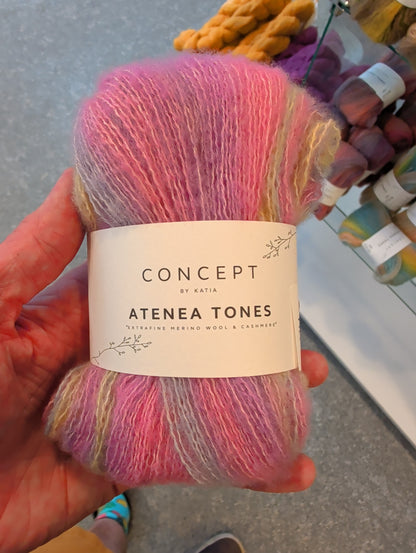 CONCEPT
BY KATIA
ATENEA TONES
"EXTRAFINE MERINO WOOL & CASHMERE"